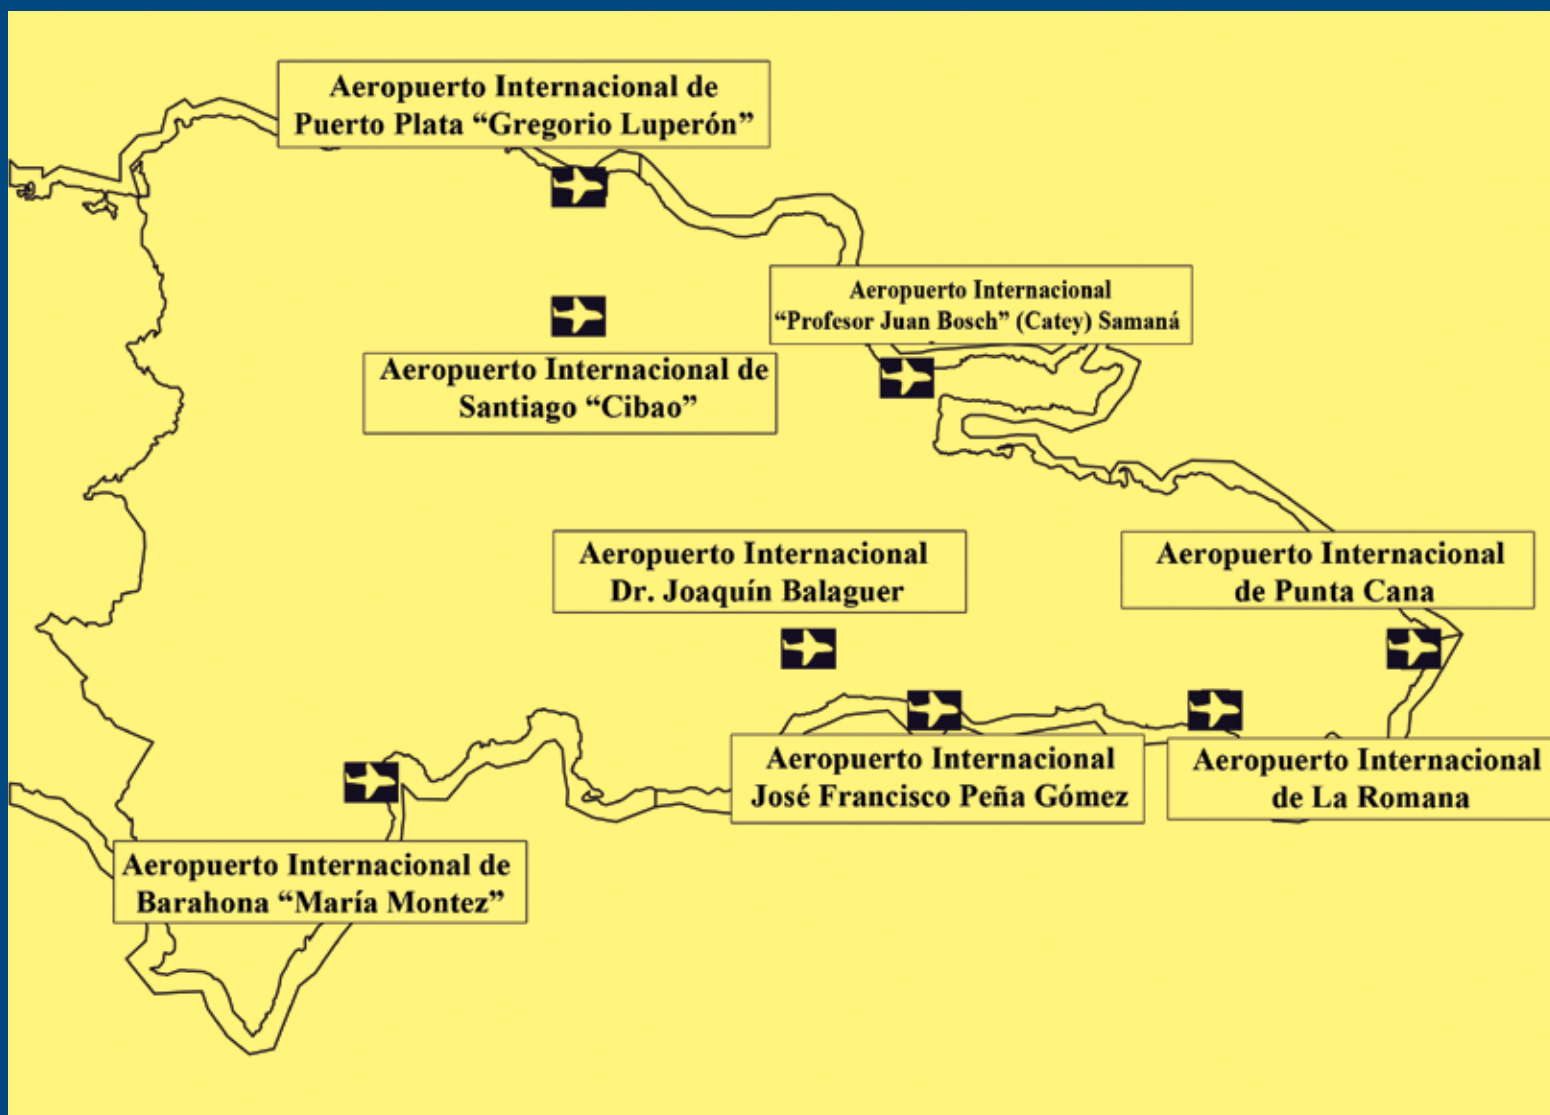 Aeropuerto Internacional de
Puerto Plata “Gregorio Luperón”
Aeropuerto Internacional
“Profesor Juan Bosch” (Catey) Samaná
Aeropuerto Internacional de
Santiago “Cibao”
Aeropuerto Internacional
Dr. Joaquín Balaguer
Aeropuerto Internacional
de Punta Cana
Aeropuerto Internacional
José Francisco Peña Gómez
Aeropuerto Internacional
de La Romana
Aeropuerto Internacional de
Barahona “María Montez”